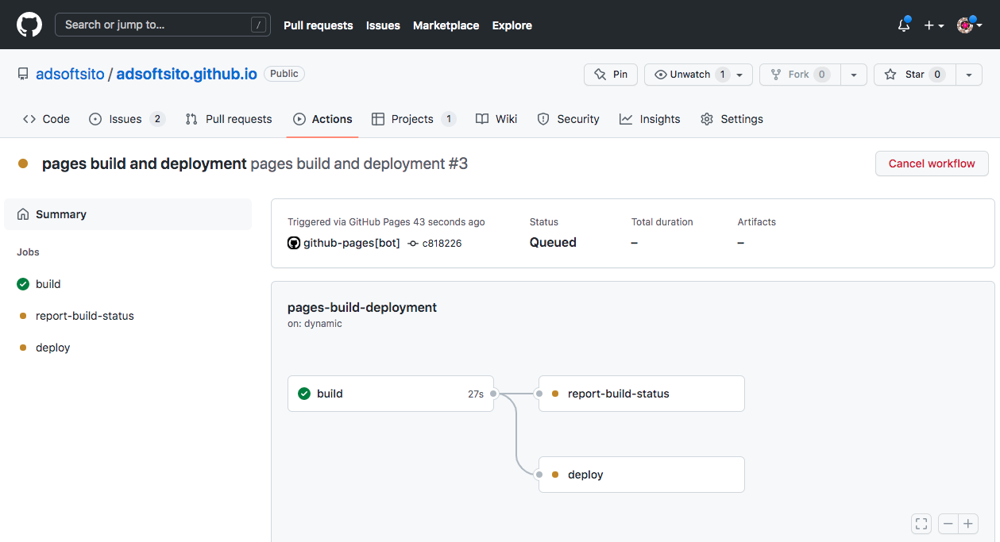 Search or jump to... /
Pull requests Issues Marketplace Explore
adsoftsito / adsoftsito.github.io Public
Pin Unwatch 1 Fork 0 Star 0
Code Issues 2 Pull requests Actions Projects 1 Wiki Security Insights Settings
pages build and deployment pages build and deployment #3
Cancel workflow
Summary
Jobs
build
report-build-status
deploy
Triggered via GitHub Pages 43 seconds ago
github-pages[bot] c818226
Status
Queued
Total duration
–
Artifacts
–
pages-build-deployment
on: dynamic
build 27s
report-build-status
deploy